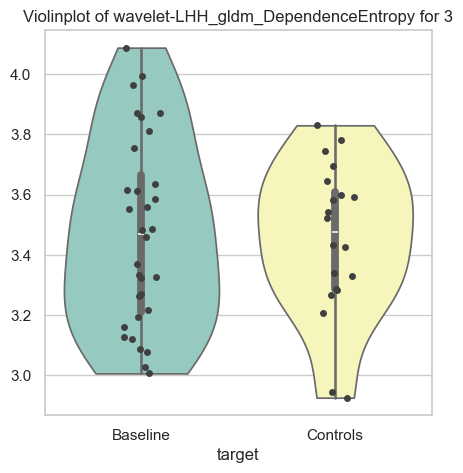 Violinplot of wavelet-LHH_gldm_DependenceEntropy for 3
4.0
3.8
3.6
3.4
3.2
3.0
Baseline
Controls
target